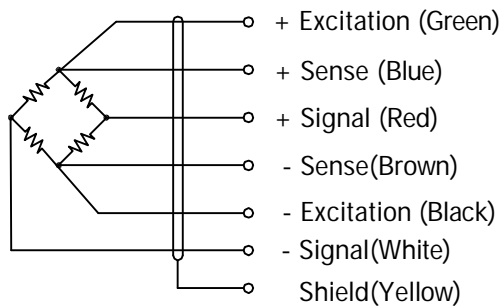 + Excitation (Green)
+ Sense (Blue)
+ Signal (Red)
- Sense(Brown)
- Excitation (Black)
- Signal(White)
Shield(Yellow)